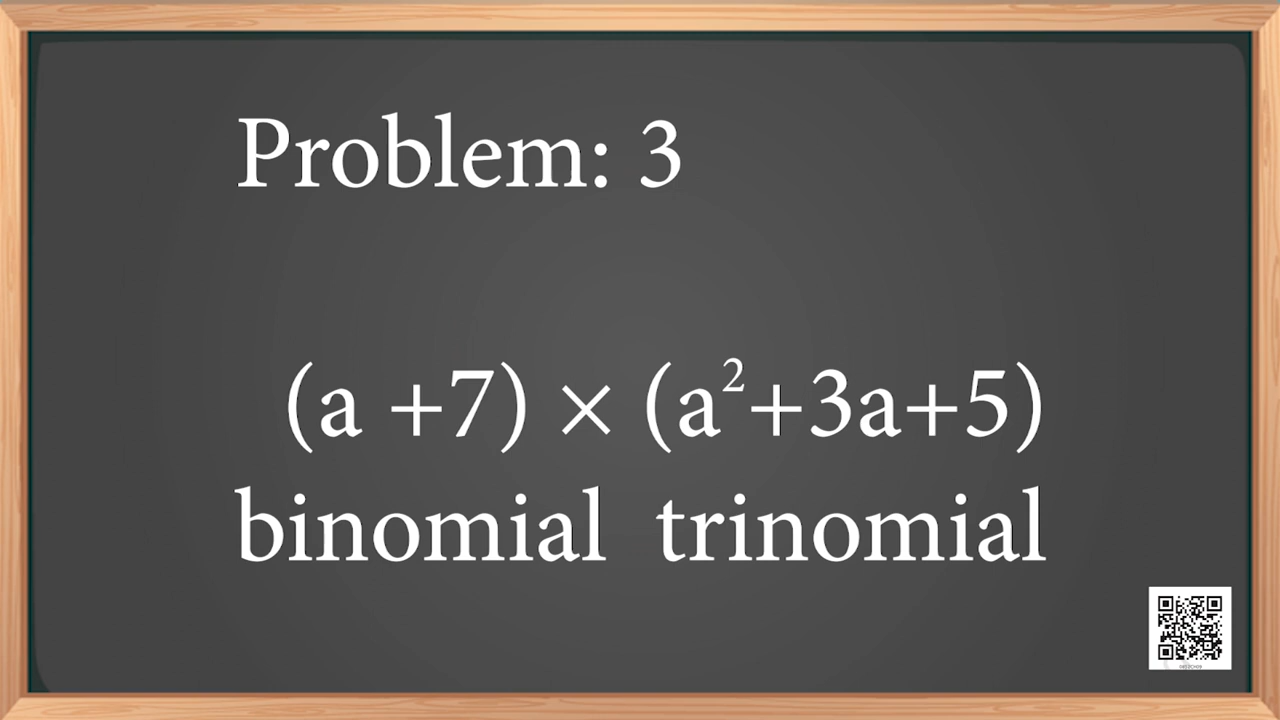 Problem: 3
(a +7) × (a²+3a+5)
binomial trinomial